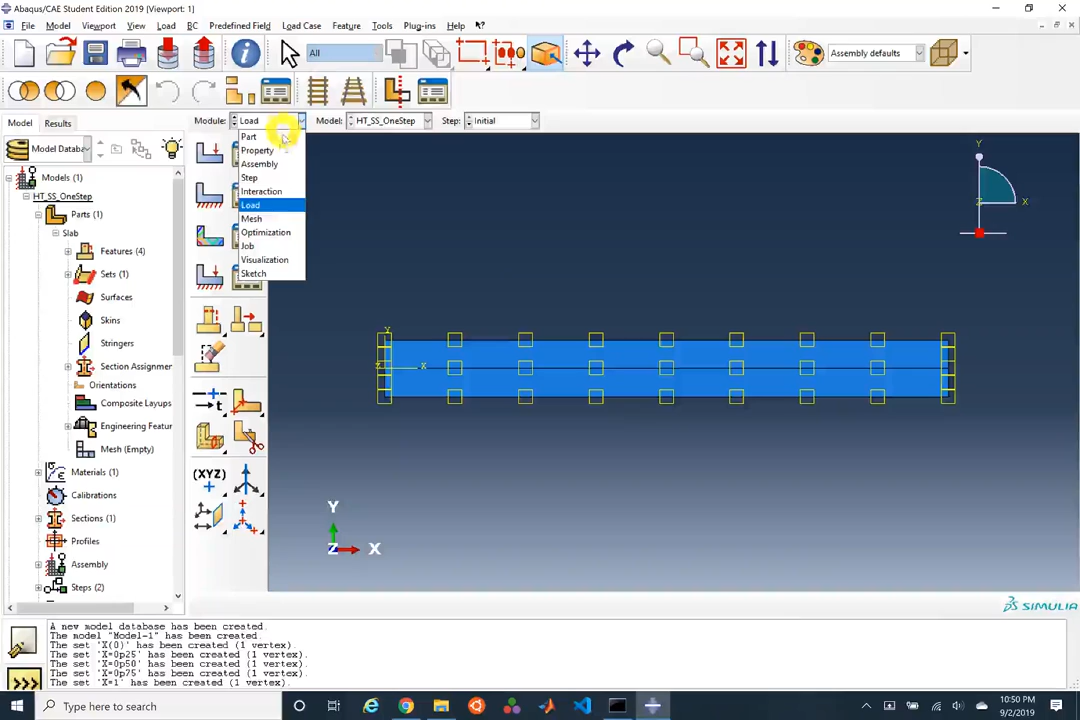 Abaqus/CAE Student Edition 2019 [Viewport: 1]
File Model Viewport View Load BC Predefined Field Load Case Feature Tools Plug-ins Help
All
Assembly defaults
Model Results
Module: Load Model: HT_SS_OneStep Step: Initial
Part
Property
Assembly
Step
Interaction
Load
Mesh
Optimization
Job
Visualization
Sketch
Model Databa
Models (1)
HT_SS_OneStep
Parts (1)
Slab
Features (4)
Sets (1)
Surfaces
Skins
Stringers
Section Assignme
Orientations
Composite Layups
Engineering Featur
Mesh (Empty)
Materials (1)
Calibrations
Sections (1)
Profiles
Assembly
Steps (2)
(XYZ)
Y
X
Z
Y
X
Y
Z X
SIMULIA
A new model database has been created.
The model "Model-1" has been created.
The set 'X(0)' has been created (1 vertex).
The set 'X=0p25' has been created (1 vertex).
The set 'X=0p50' has been created (1 vertex).
The set 'X=0p75' has been created (1 vertex).
The set 'X=1' has been created (1 vertex).
>>>
Type here to search
10:50 PM
9/2/2019